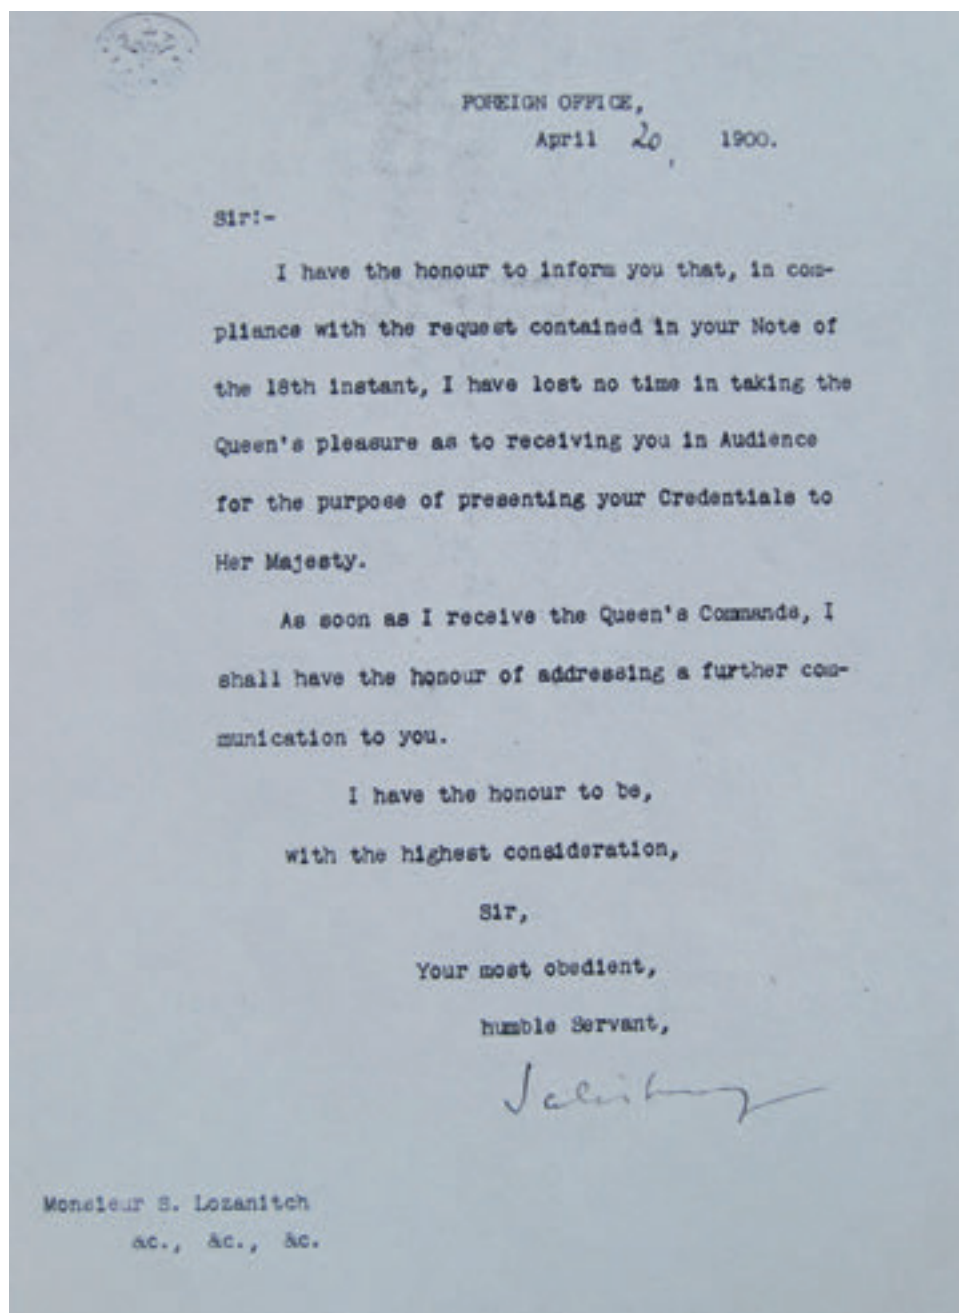 FOREIGN OFFICE,
April 20, 1900.
Sir:-
I have the honour to inform you that, in com-
pliance with the request contained in your Note of
the 18th instant, I have lost no time in taking the
Queen's pleasure as to receiving you in Audience
for the purpose of presenting your Credentials to
Her Majesty.
As soon as I receive the Queen's Commands, I
shall have the honour of addressing a further com-
munication to you.
I have the honour to be,
with the highest consideration,
Sir,
Your most obedient,
humble Servant,
Salisbury
Monsieur S. Lozanitch
&c., &c., &c.